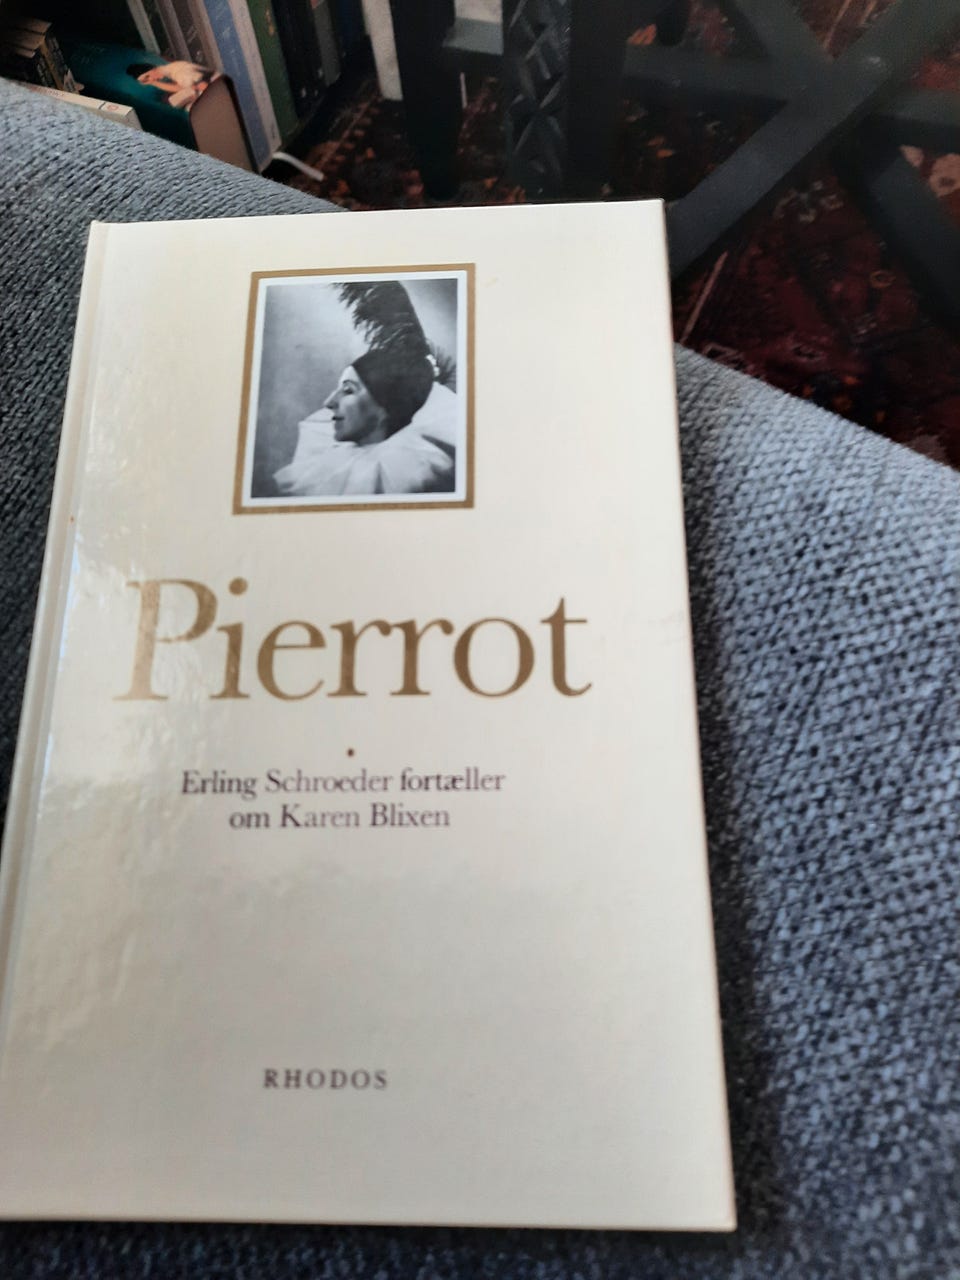 Pierrot
Erling Schroeder fortæller
om Karen Blixen
RHODOS